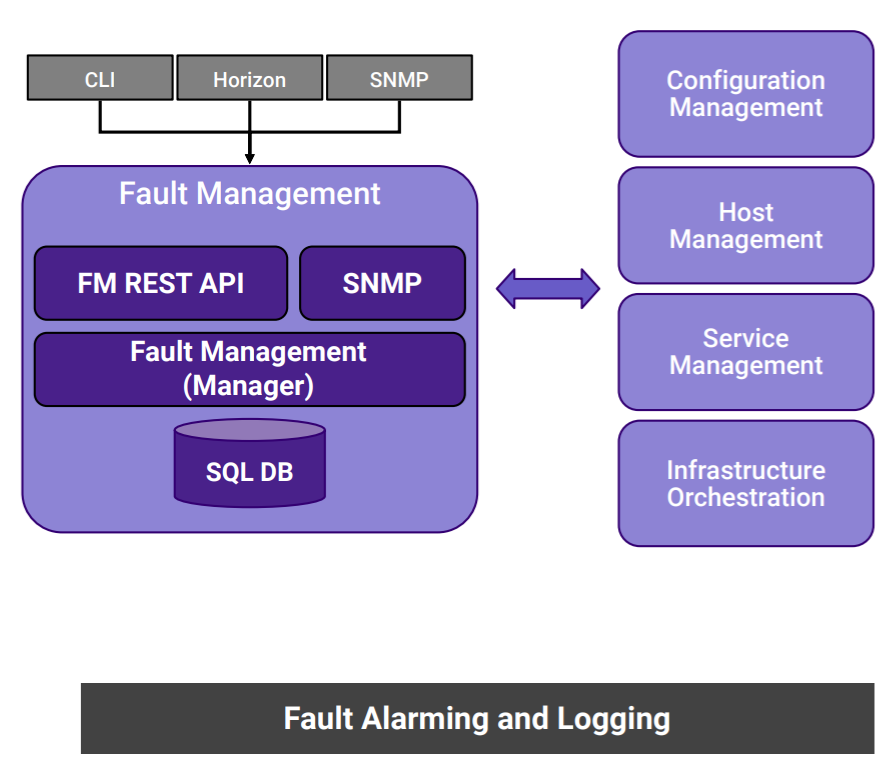 CLI
Horizon
SNMP
Fault Management
FM REST API
SNMP
Fault Management
(Manager)
SQL DB
Configuration
Management
Host
Management
Service
Management
Infrastructure
Orchestration
Fault Alarming and Logging